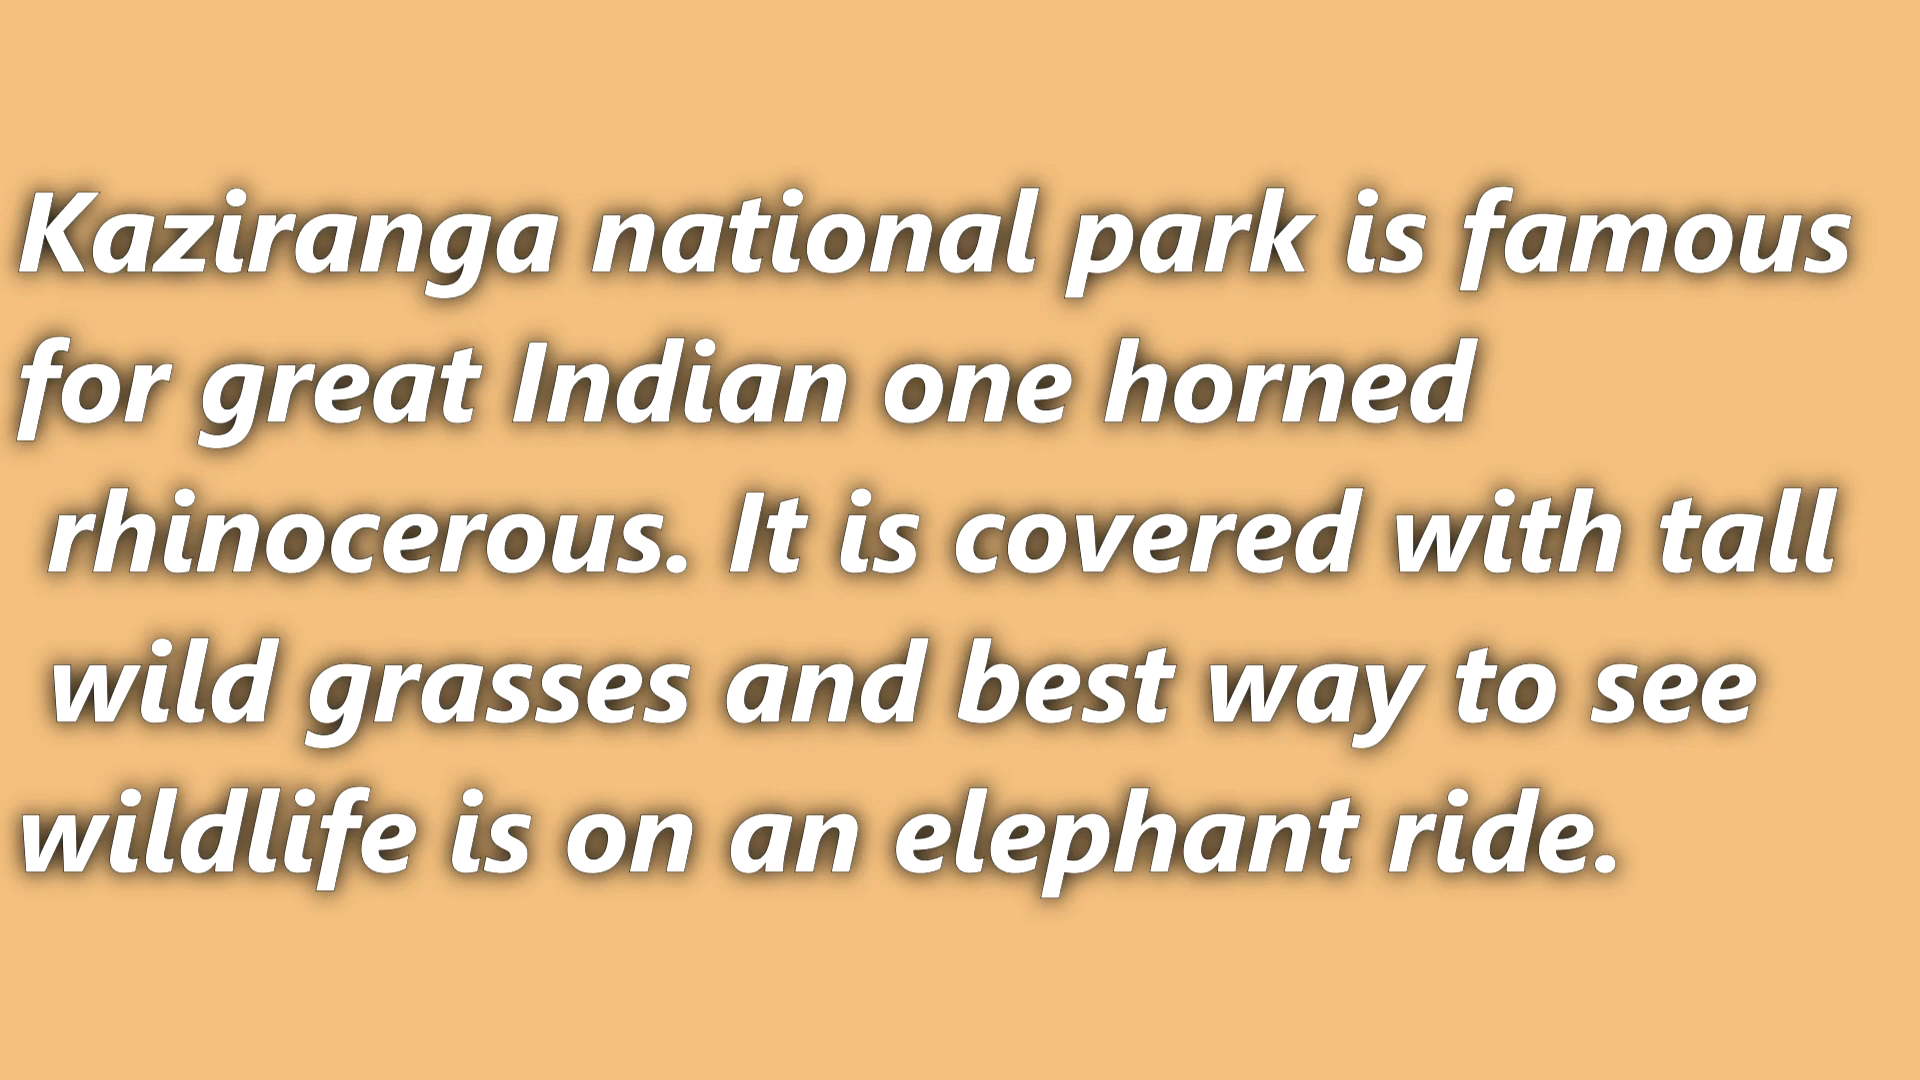 Kaziranga national park is famous
for great Indian one horned
rhinocerous. It is covered with tall
wild grasses and best way to see
wildlife is on an elephant ride.